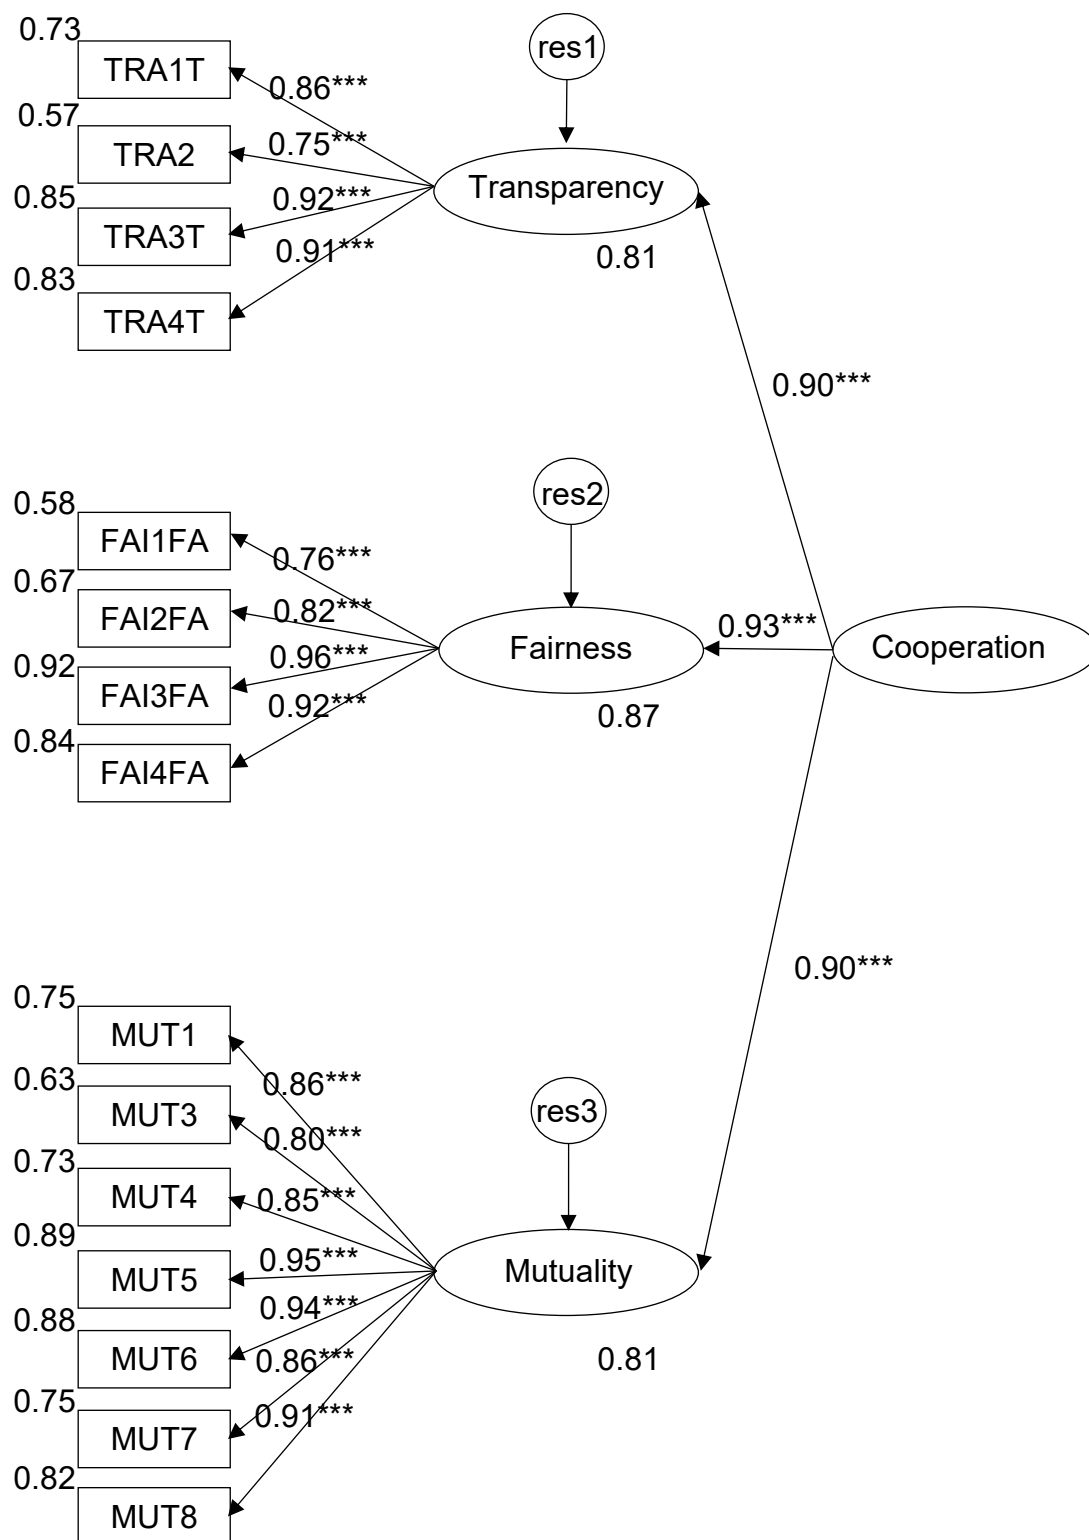 0.73
res1
TRA1T
0.86***
0.57
0.75***
TRA2
0.85
0.92***
Transparency
TRA3T
0.91***
0.81
0.83
TRA4T
0.90***
0.58
res2
FAI1FA
0.76***
0.67
0.82***
FAI2FA
0.93***
Cooperation
Fairness
0.92
0.96***
FAI3FA
0.92***
0.87
0.84
FAI4FA
0.90***
0.75
MUT1
0.63
0.86***
res3
MUT3
0.80***
0.73
MUT4
0.85***
0.89
0.95***
Mutuality
MUT5
0.94***
0.88
MUT6
0.86***
0.81
0.75
0.91***
MUT7
0.82
MUT8